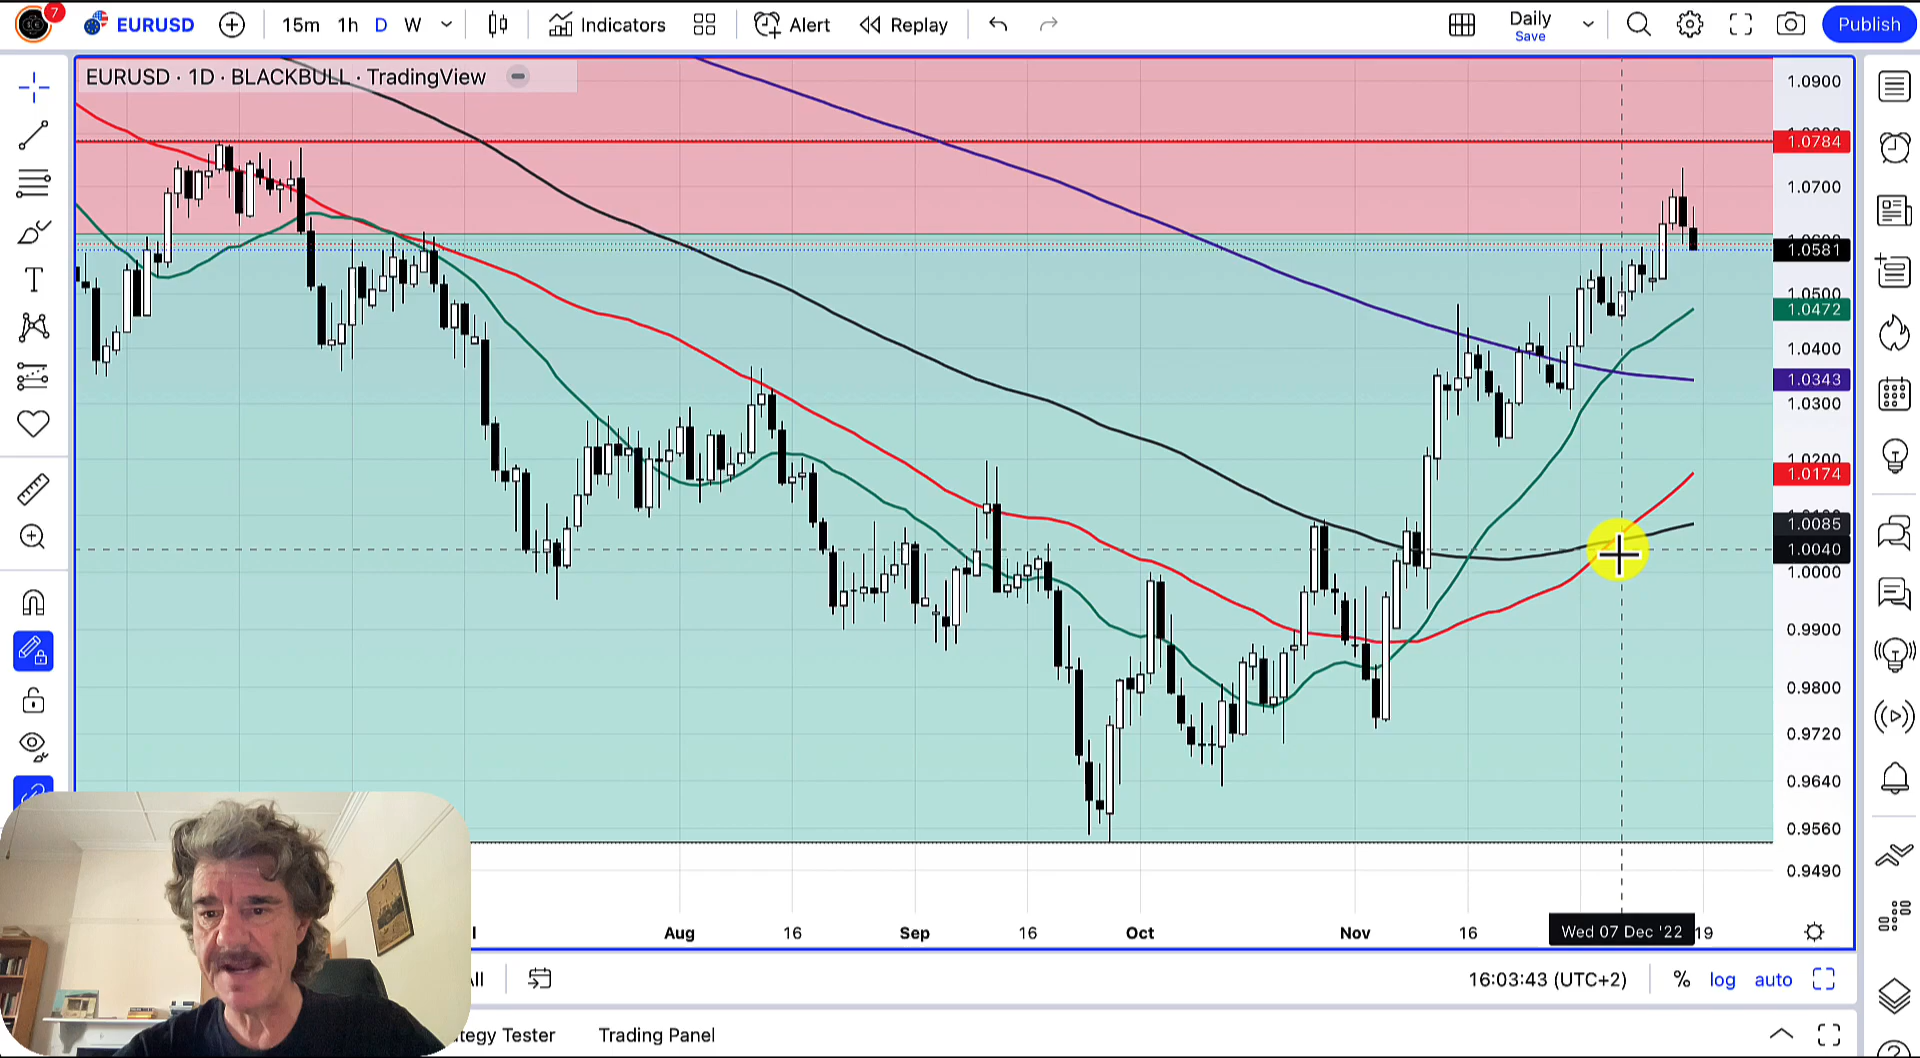 7
EURUSD
15m 1h D W
Indicators
Alert
Replay
Daily
Save
Publish
EURUSD · 1D · BLACKBULL · TradingView
1.0900
1.0784
1.0700
1.0581
1.0500
1.0472
1.0400
1.0343
1.0300
1.0200
1.0174
1.0085
1.0040
1.0000
0.9900
0.9800
0.9720
0.9640
0.9560
0.9490
Aug 16 Sep 16 Oct Nov 16 Wed 07 Dec '22 19
16:03:43 (UTC+2) % log auto
tegy Tester Trading Panel